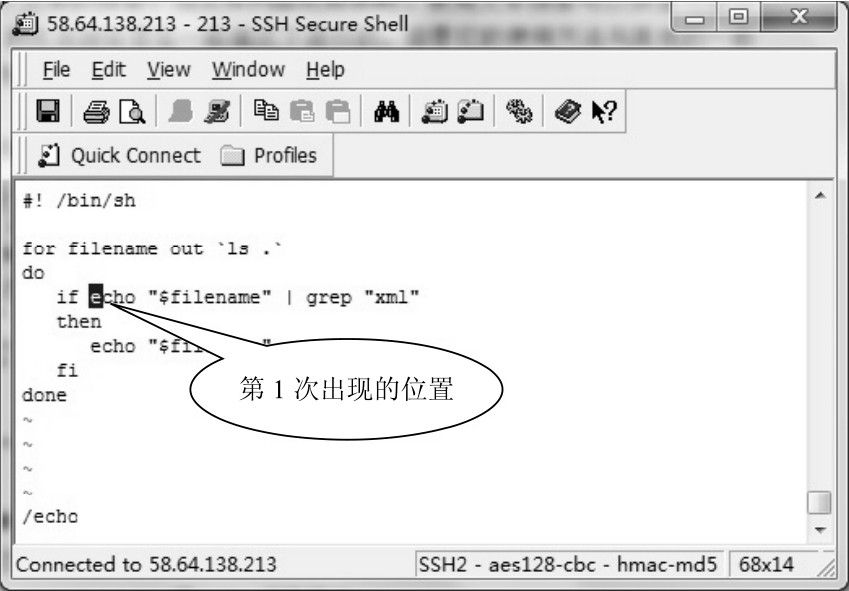 58.64.138.213 - 213 - SSH Secure Shell
File Edit View Window Help
Quick Connect Profiles
#! /bin/sh
for filename out `ls .`
do
if echo "$filename" | grep "xml"
then
echo "$fil
fi
done
~
~
~
~
/echo
第 1 次出现的位置
Connected to 58.64.138.213 SSH2 - aes128-cbc - hmac-md5 68x14